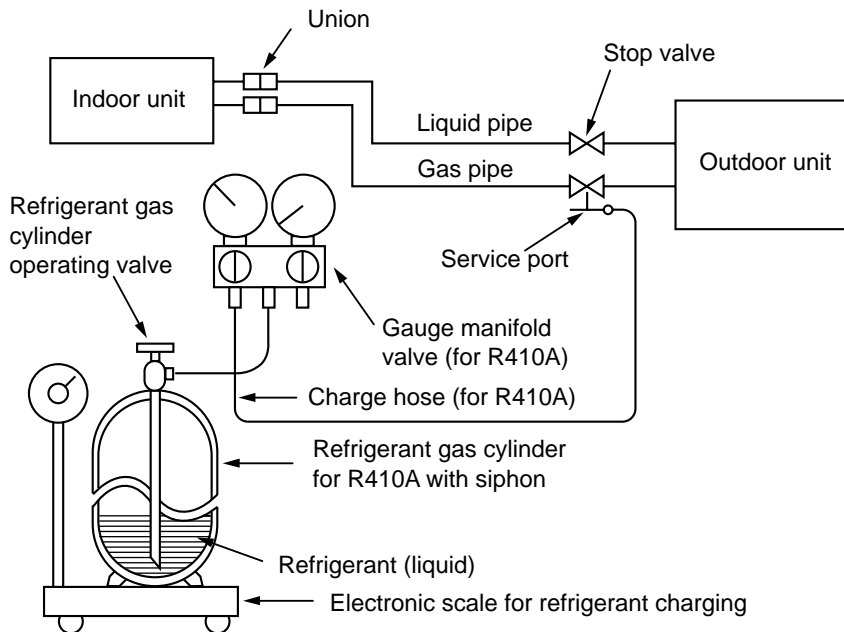 Union
Stop valve
Indoor unit
Liquid pipe
Outdoor unit
Gas pipe
Refrigerant gas
cylinder
operating valve
Service port
Gauge manifold
valve (for R410A)
Charge hose (for R410A)
Refrigerant gas cylinder
for R410A with siphon
Refrigerant (liquid)
Electronic scale for refrigerant charging